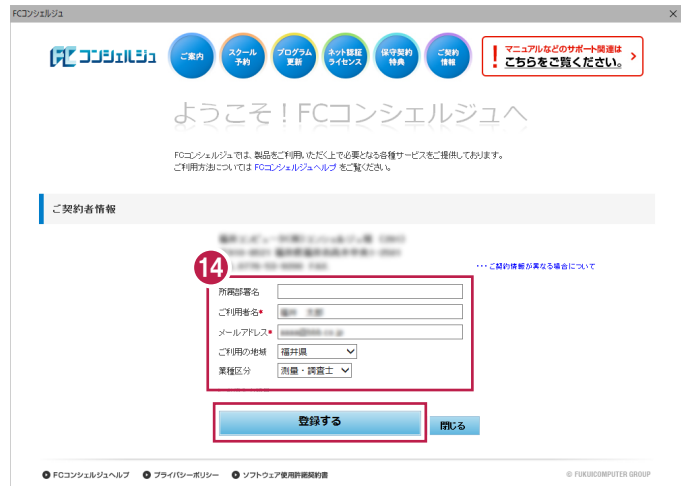 FCコンシェルジュ
FC コンシェルジュ
ご案内
スクール
予約
プログラム
更新
ネット認証
ライセンス
保守契約
特典
ご契約
情報
マニュアルなどのサポート関連は
こちらをご覧ください。
ようこそ！FCコンシェルジュへ
FCコンシェルジュでは、製品をご利用いただく上で必要となる各種サービスをご提供しております。
ご利用方法については FCコンシェルジュヘルプ をご覧ください。
ご契約者情報
・・・ご契約情報が異なる場合について
14
所属部署名
ご利用者名*
メールアドレス*
ご利用の地域 福井県
業種区分 測量・調査士
登録する
閉じる
FCコンシェルジュヘルプ プライバシーポリシー ソフトウェア使用許諾契約書
© FUKUICOMPUTER GROUP